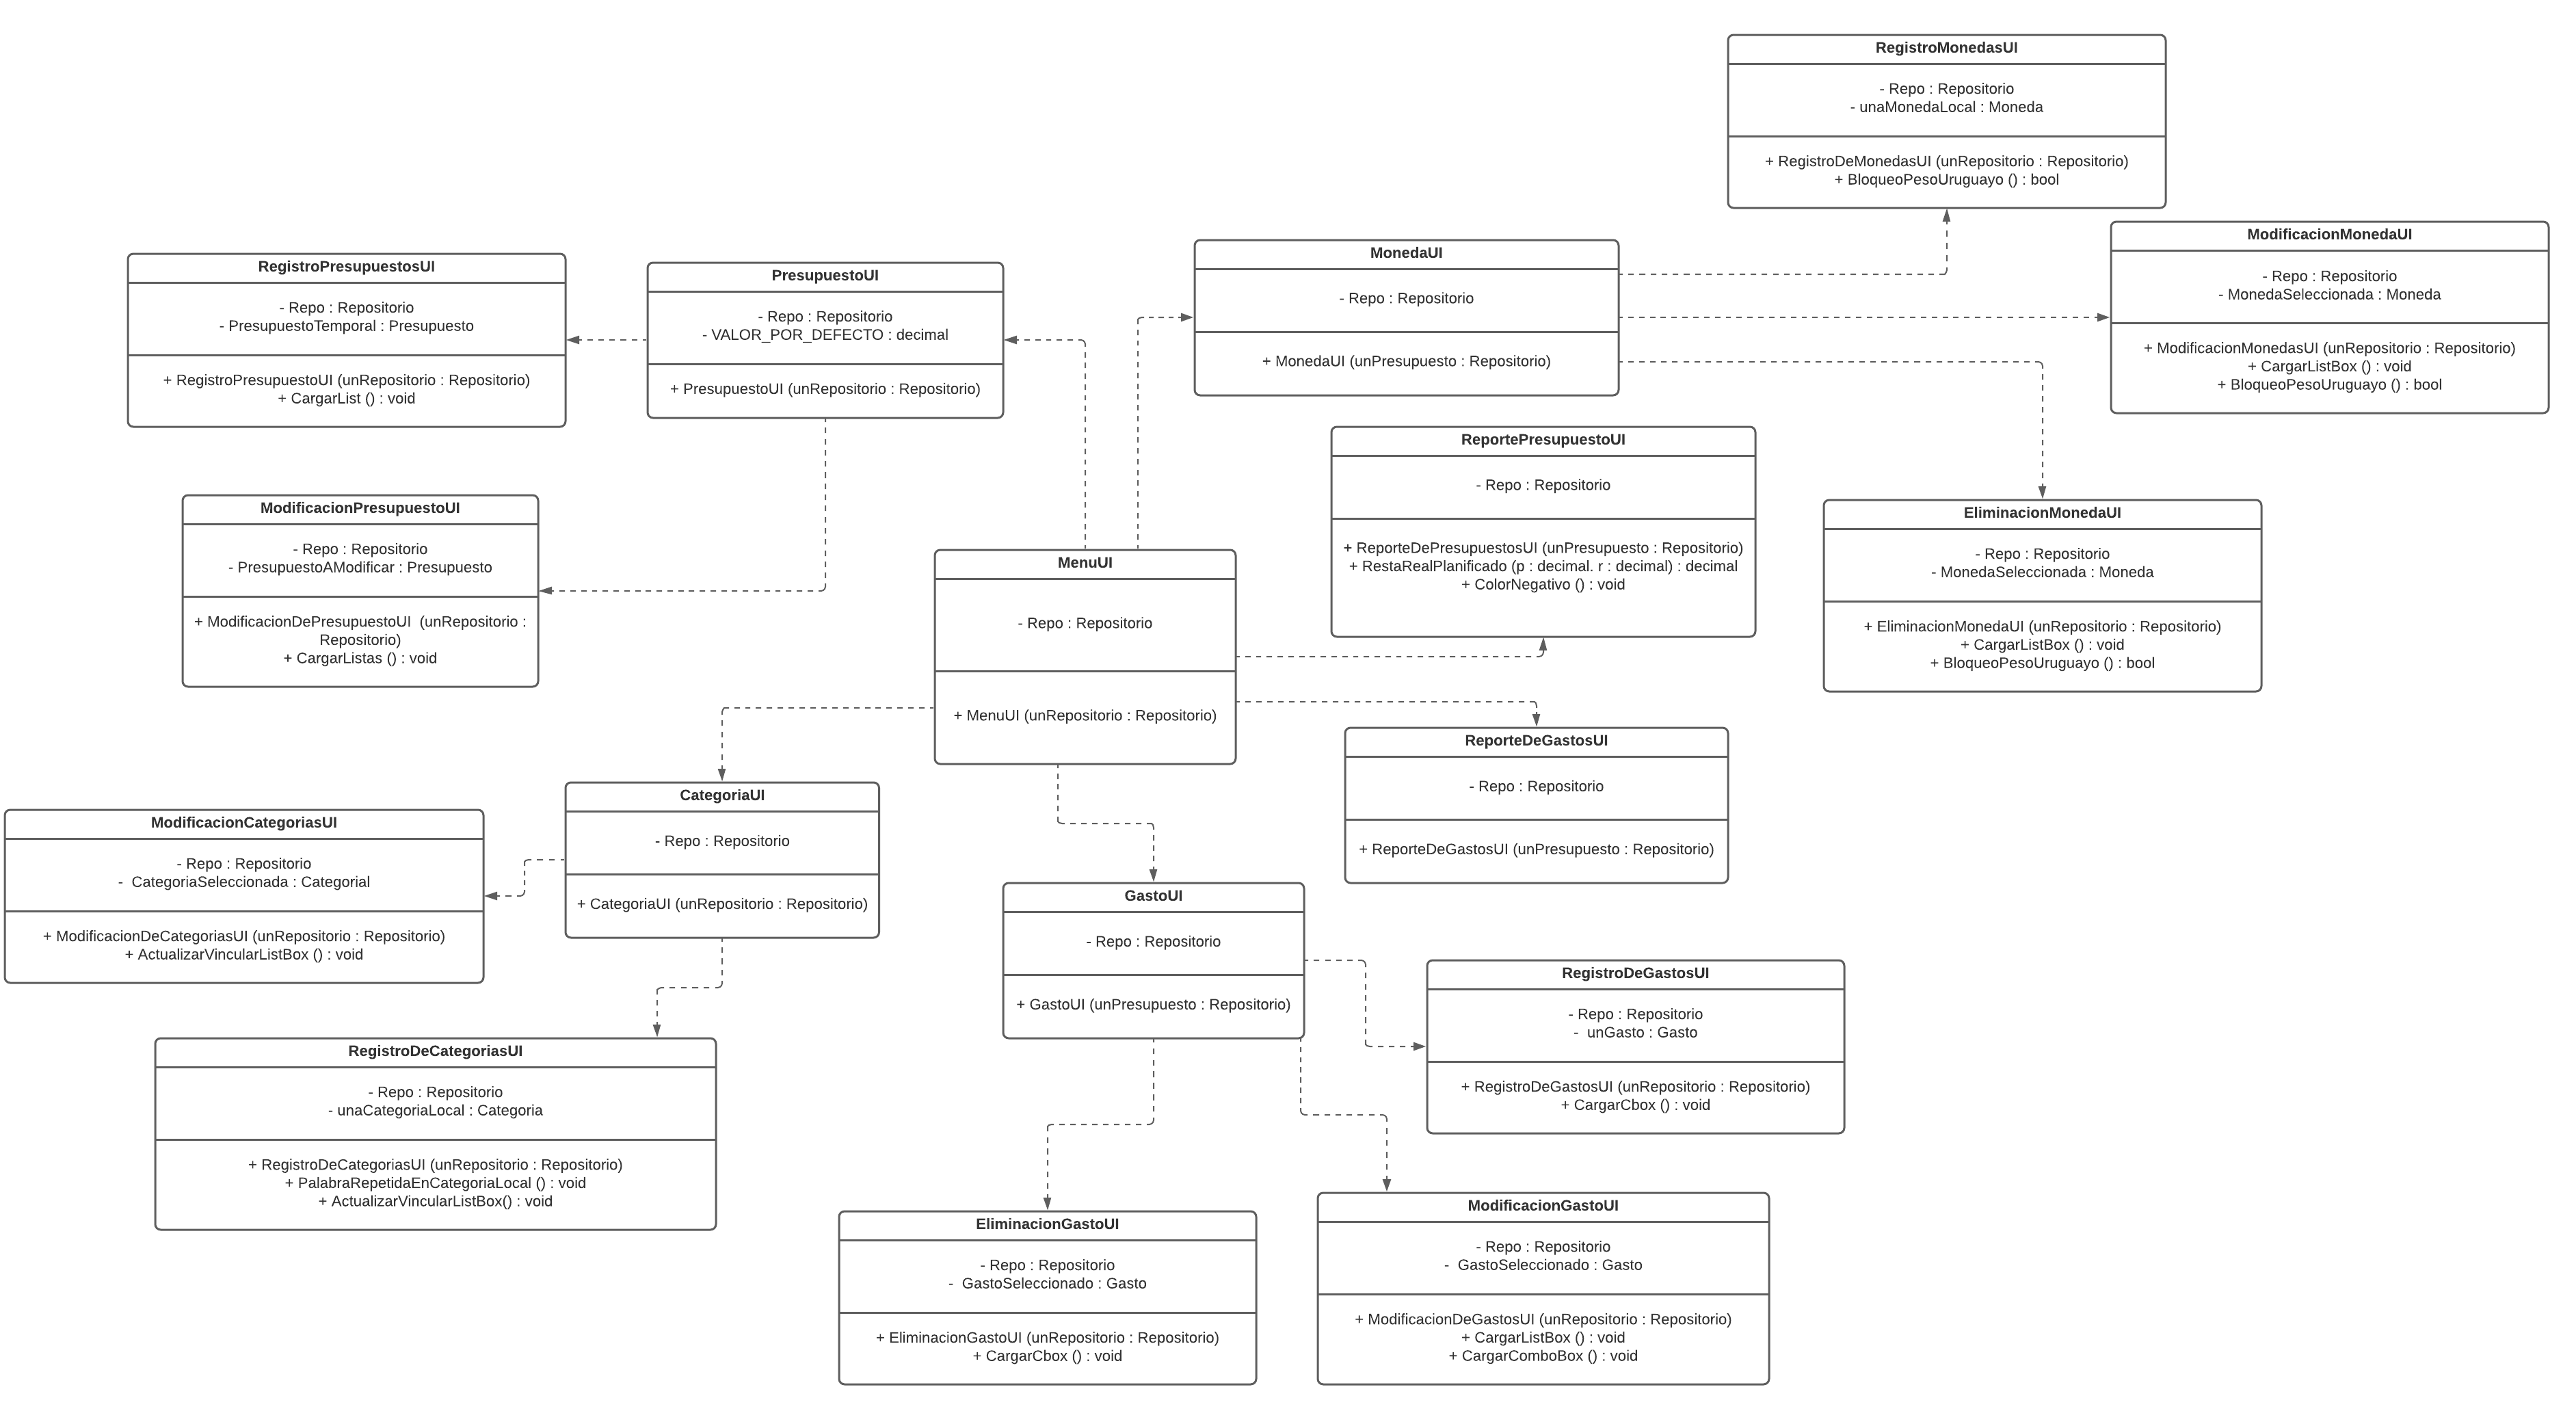 RegistroMonedasUI
- Repo : Repositorio
- unaMonedaLocal : Moneda
+ RegistroDeMonedasUI (unRepositorio : Repositorio)
+ BloqueoPesoUruguayo () : bool
ModificacionMonedaUI
- Repo : Repositorio
- MonedaSeleccionada : Moneda
+ ModificacionMonedasUI (unRepositorio : Repositorio)
+ CargarListBox () : void
+ BloqueoPesoUruguayo () : bool
MonedaUI
- Repo : Repositorio
+ MonedaUI (unPresupuesto : Repositorio)
RegistroPresupuestosUI
- Repo : Repositorio
- PresupuestoTemporal : Presupuesto
+ RegistroPresupuestoUI (unRepositorio : Repositorio)
+ CargarList () : void
PresupuestoUI
- Repo : Repositorio
- VALOR_POR_DEFECTO : decimal
+ PresupuestoUI (unRepositorio : Repositorio)
ReportePresupuestoUI
- Repo : Repositorio
+ ReporteDePresupuestosUI (unPresupuesto : Repositorio)
+ RestaRealPlanificado (p : decimal. r : decimal) : decimal
+ ColorNegativo () : void
ModificacionPresupuestoUI
- Repo : Repositorio
- PresupuestoAModificar : Presupuesto
+ ModificacionDePresupuestoUI  (unRepositorio :
Repositorio)
+ CargarListas () : void
EliminacionMonedaUI
- Repo : Repositorio
- MonedaSeleccionada : Moneda
+ EliminacionMonedaUI (unRepositorio : Repositorio)
+ CargarListBox () : void
+ BloqueoPesoUruguayo () : bool
MenuUI
- Repo : Repositorio
+ MenuUI (unRepositorio : Repositorio)
ReporteDeGastosUI
- Repo : Repositorio
+ ReporteDeGastosUI (unPresupuesto : Repositorio)
CategoriaUI
- Repo : Repositorio
+ CategoriaUI (unRepositorio : Repositorio)
ModificacionCategoriasUI
- Repo : Repositorio
-  CategoriaSeleccionada : Categorial
+ ModificacionDeCategoriasUI (unRepositorio : Repositorio)
+ ActualizarVincularListBox () : void
GastoUI
- Repo : Repositorio
+ GastoUI (unPresupuesto : Repositorio)
RegistroDeGastosUI
- Repo : Repositorio
-  unGasto : Gasto
+ RegistroDeGastosUI (unRepositorio : Repositorio)
+ CargarCbox () : void
RegistroDeCategoriasUI
- Repo : Repositorio
- unaCategoriaLocal : Categoria
+ RegistroDeCategoriasUI (unRepositorio : Repositorio)
+ PalabraRepetidaEnCategoriaLocal () : void
+ ActualizarVincularListBox() : void
EliminacionGastoUI
- Repo : Repositorio
-  GastoSeleccionado : Gasto
+ EliminacionGastoUI (unRepositorio : Repositorio)
+ CargarCbox () : void
ModificacionGastoUI
- Repo : Repositorio
-  GastoSeleccionado : Gasto
+ ModificacionDeGastosUI (unRepositorio : Repositorio)
+ CargarListBox () : void
+ CargarComboBox () : void